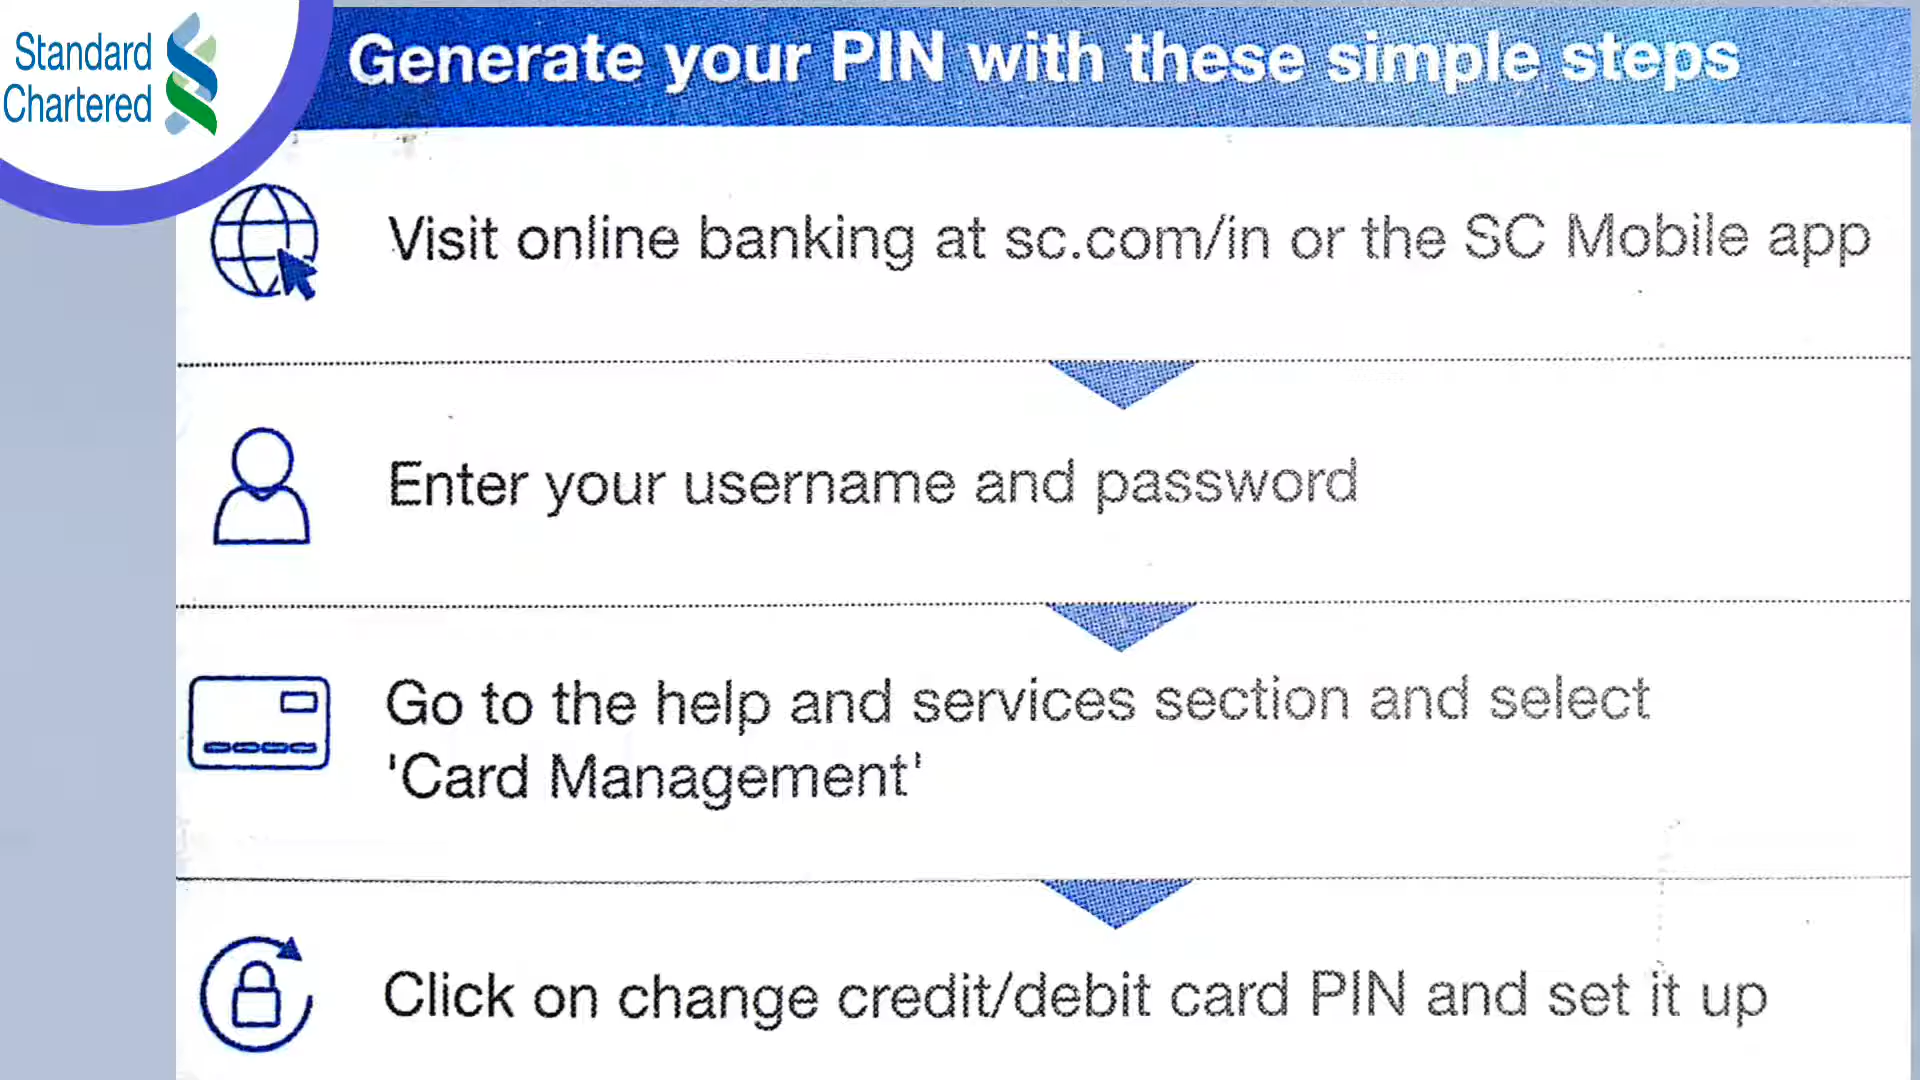 Standard
Chartered
Generate your PIN with these simple steps
Visit online banking at sc.com/in or the SC Mobile app
Enter your username and password
Go to the help and services section and select
'Card Management'
Click on change credit/debit card PIN and set it up